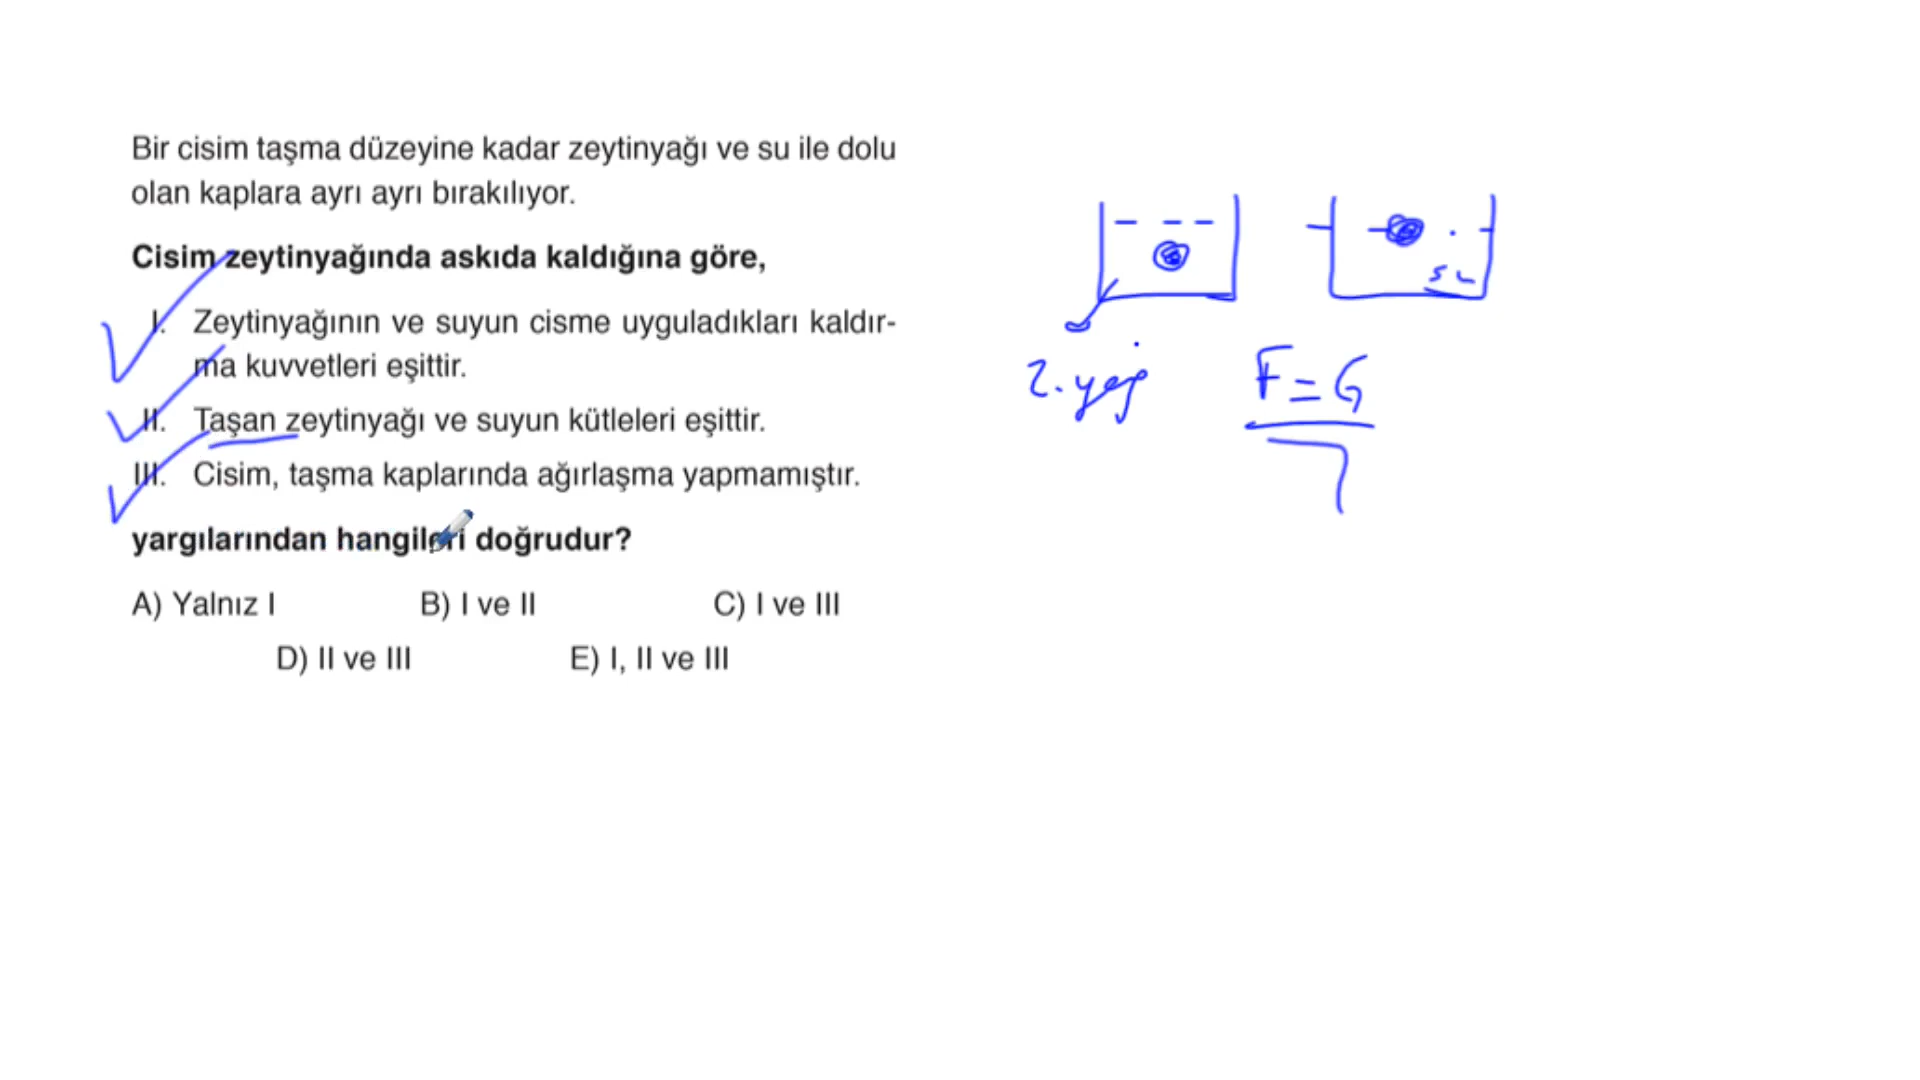 Bir cisim taşma düzeyine kadar zeytinyağı ve su ile dolu
olan kaplara ayrı ayrı bırakılıyor.
Cisim zeytinyağında askıda kaldığına göre,
I. Zeytinyağının ve suyun cisme uyguladıkları kaldır-
ma kuvvetleri eşittir.
II. Taşan zeytinyağı ve suyun kütleleri eşittir.
III. Cisim, taşma kaplarında ağırlaşma yapmamıştır.
yargılarından hangileri doğrudur?
A) Yalnız I B) I ve II C) I ve III
D) II ve III E) I, II ve III
su
z.yağ
F=G